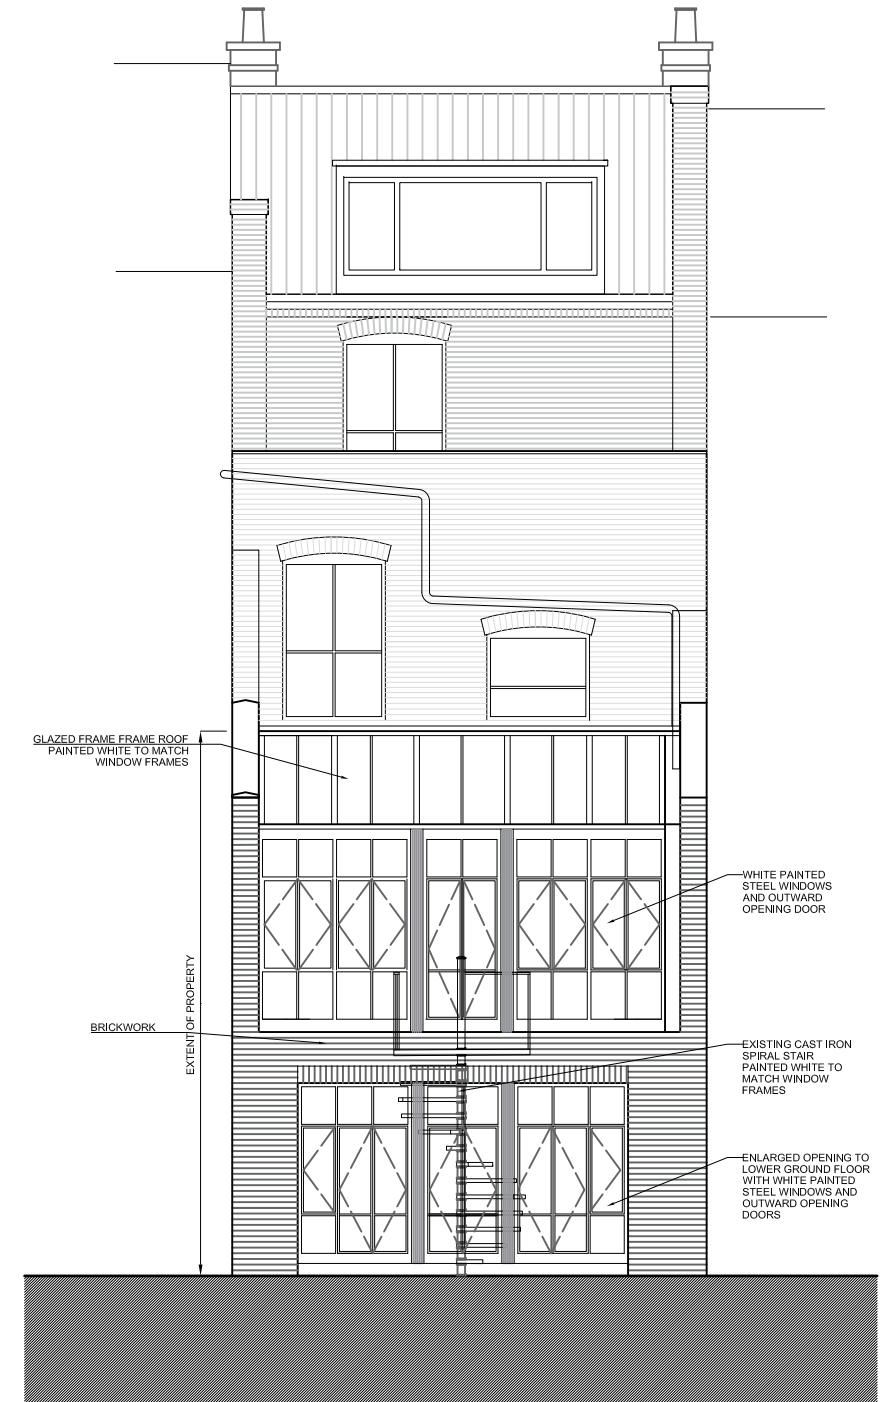 GLAZED FRAME FRAME ROOF
PAINTED WHITE TO MATCH
WINDOW FRAMES
WHITE PAINTED
STEEL WINDOWS
AND OUTWARD
OPENING DOOR
EXTENT OF PROPERTY
BRICKWORK
EXISTING CAST IRON
SPIRAL STAIR
PAINTED WHITE TO
MATCH WINDOW
FRAMES
ENLARGED OPENING TO
LOWER GROUND FLOOR
WITH WHITE PAINTED
STEEL WINDOWS AND
OUTWARD OPENING
DOORS